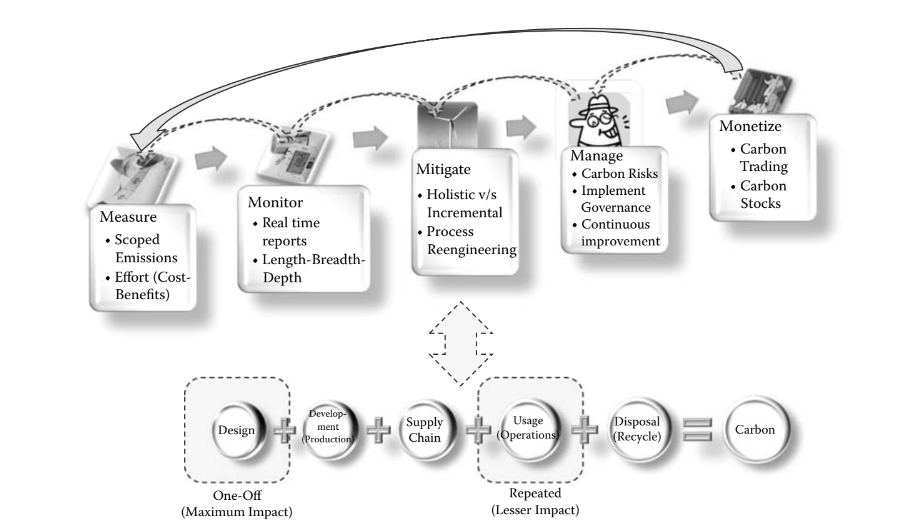 Measure
• Scoped
Emissions
• Effort (Cost-
Benefits)
Monitor
• Real time
reports
• Length-Breadth-
Depth
Mitigate
• Holistic v/s
Incremental
• Process
Reengineering
Manage
• Carbon Risks
• Implement
Governance
• Continuous
improvement
Monetize
• Carbon
Trading
• Carbon
Stocks
Design
+
Develop-
ment
(Production)
+
Supply
Chain
+
Usage
(Operations)
+
Disposal
(Recycle)
=
Carbon
One-Off
(Maximum Impact)
Repeated
(Lesser Impact)